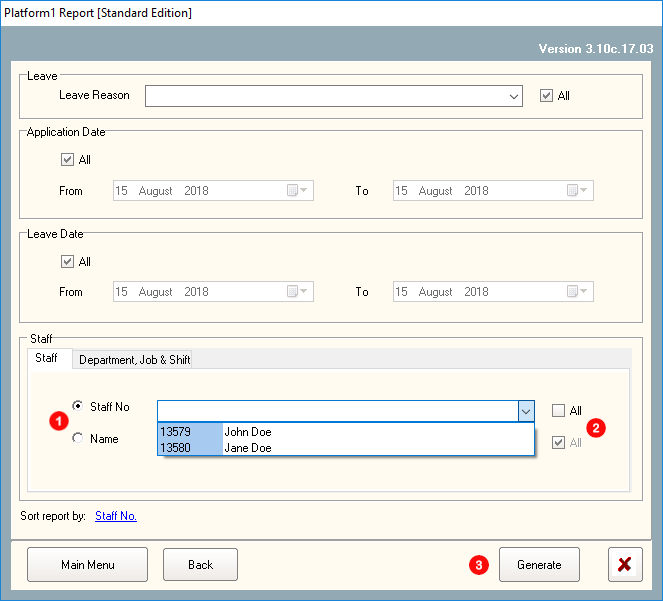 Platform1 Report [Standard Edition]
Version 3.10c.17.03
Leave
Leave Reason All
Application Date
All
From 15 August 2018 To 15 August 2018
Leave Date
All
From 15 August 2018 To 15 August 2018
Staff
Staff Department, Job & Shift
1 Staff No All 2
Name All
13579 John Doe
13580 Jane Doe
Sort report by: Staff No.
Main Menu Back 3 Generate